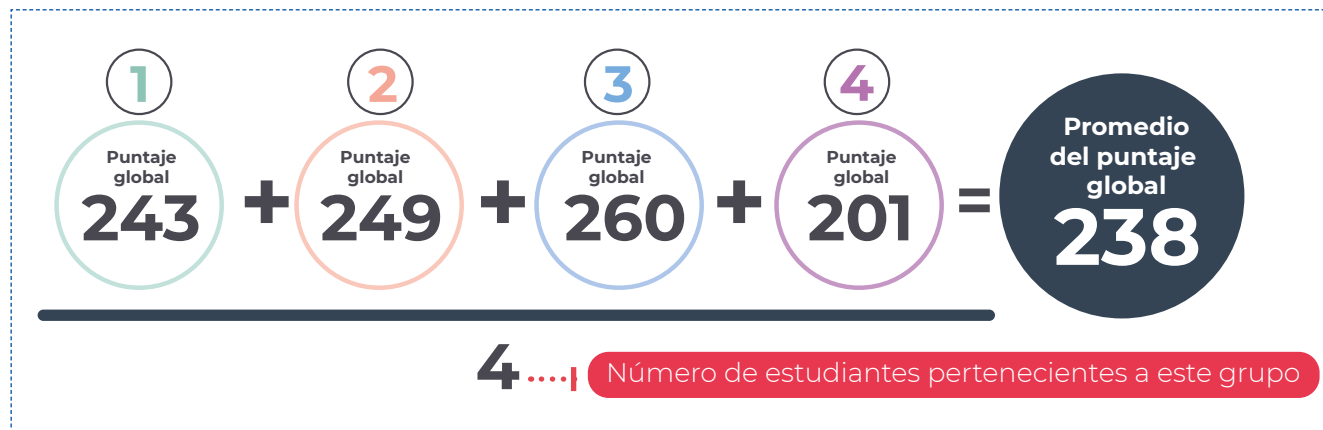 1
2
3
4
Puntaje
global
243
+
Puntaje
global
249
+
Puntaje
global
260
+
Puntaje
global
201
=
Promedio
del puntaje
global
238
4
Número de estudiantes pertenecientes a este grupo